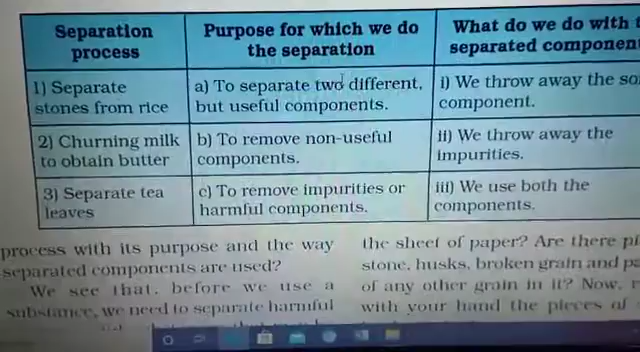 Separation
process
Purpose for which we do
the separation
What do we do with
separated
1) Separate
stones from rice
a) To separate two different,
but useful components.
i) We throw away the
component.
2) Churning milk
to obtain butter
b) To remove non-useful
components.
ii) We throw away the
impurities.
3) Separate tea
leaves
c) To remove impurities or
harmful components.
iii) We use both the
components.
process with its purpose and the way
separated components are used?
We see that, before we use a
substance, we need to separate harmful
the sheet of paper? Are there
stone, husks, broken grain and
of any other grain in it? Now,
with your hand the pieces of